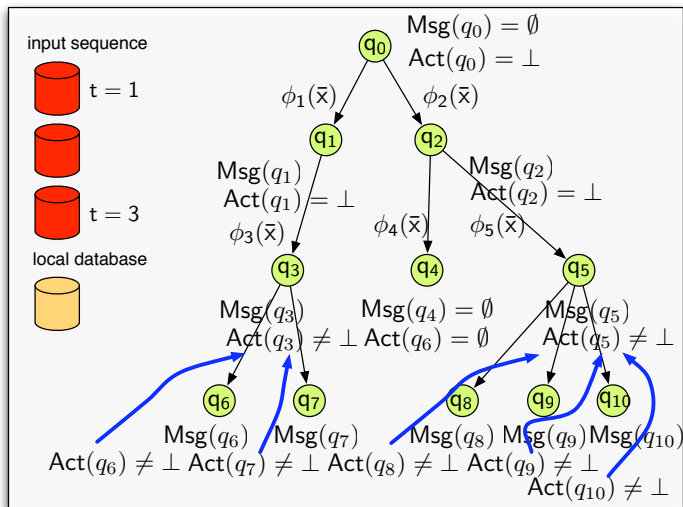 input sequence
t = 1
t = 3
local database
q₀
Msg(q₀) = ∅
Act(q₀) = ⊥
ϕ₁(x̄)
ϕ₂(x̄)
q₁
q₂
Msg(q₁)
Act(q₁) = ⊥
Msg(q₂)
Act(q₂) = ⊥
ϕ₃(x̄)
ϕ₄(x̄)
ϕ₅(x̄)
q₃
q₄
q₅
Msg(q₃)
Act(q₃) ≠ ⊥
Msg(q₄) = ∅
Act(q₆) = ∅
Msg(q₅)
Act(q₅) ≠ ⊥
q₆
q₇
q₈
q₉
q₁₀
Msg(q₆)
Msg(q₇)
Msg(q₈)
Msg(q₉)
Msg(q₁₀)
Act(q₆) ≠ ⊥
Act(q₇) ≠ ⊥
Act(q₈) ≠ ⊥
Act(q₉) ≠ ⊥
Act(q₁₀) ≠ ⊥